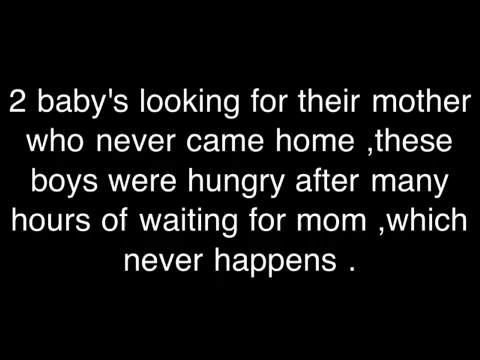 2 baby's looking for their mother
who never came home ,these
boys were hungry after many
hours of waiting for mom ,which
never happens .